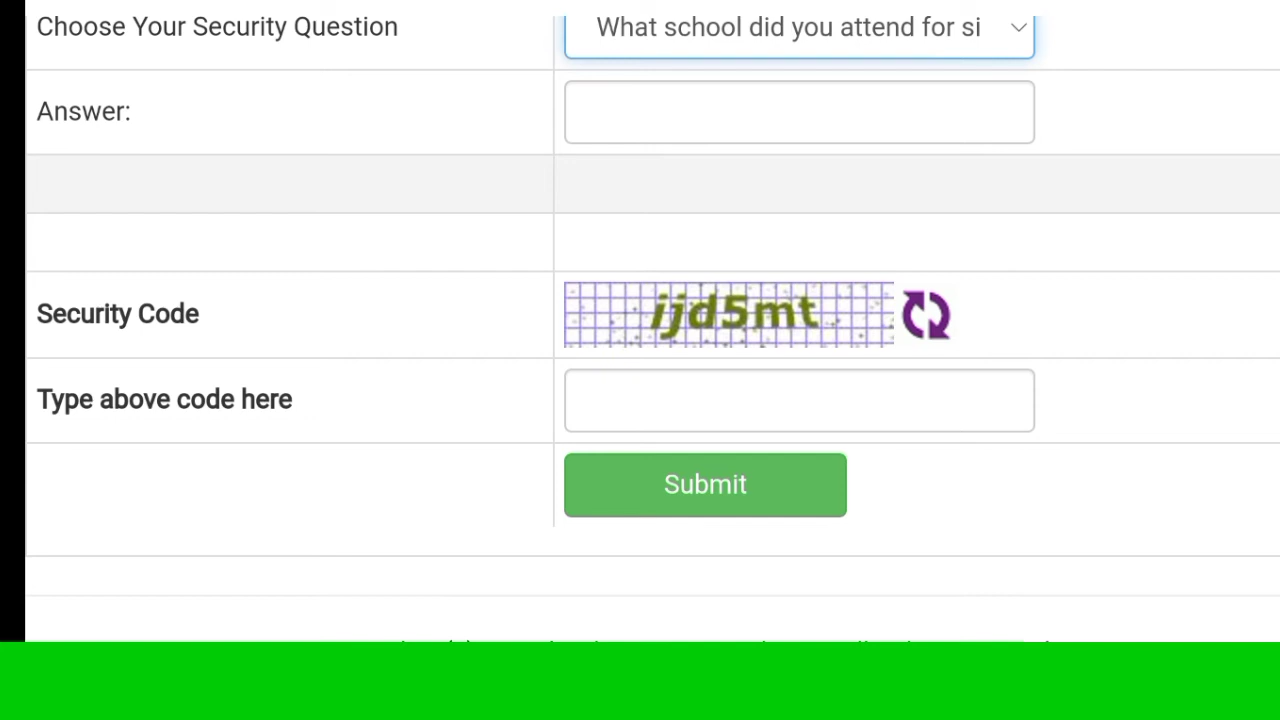 Choose Your Security Question
What school did you attend for si
Answer:
Security Code
ijd5mt
Type above code here
Submit